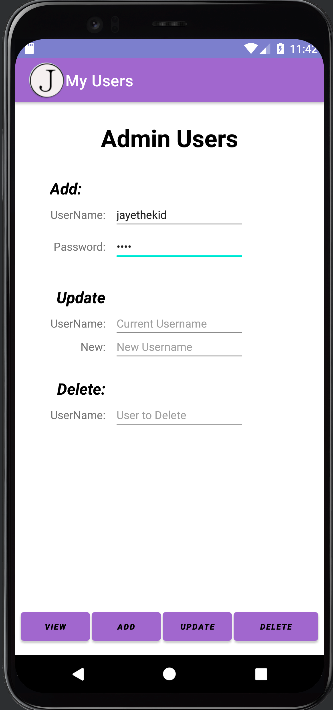 11:42
J My Users
Admin Users
Add:
UserName: jayethekid
Password: ••••
Update
UserName: Current Username
New: New Username
Delete:
UserName: User to Delete
VIEW ADD UPDATE DELETE